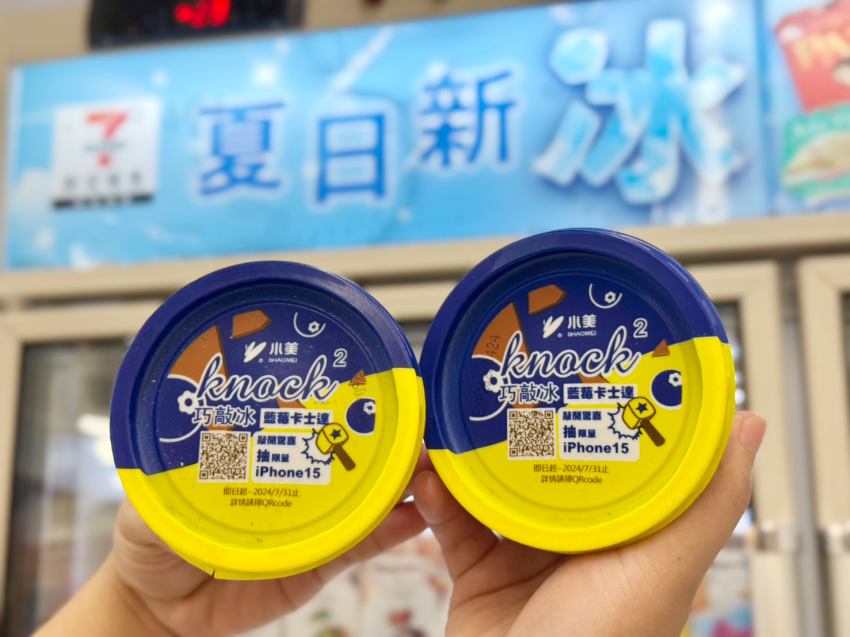 夏日新冰
小美
SHAOMEI
knock²
巧敲冰 藍莓卡士達
敲開驚喜
抽限量
iPhone15
即日起~2024/7/31止
詳情請掃QRcode
小美
SHAOMEI
knock²
巧敲冰 藍莓卡士達
敲開驚喜
抽限量
iPhone15
即日起~2024/7/31止
詳情請掃QRcode